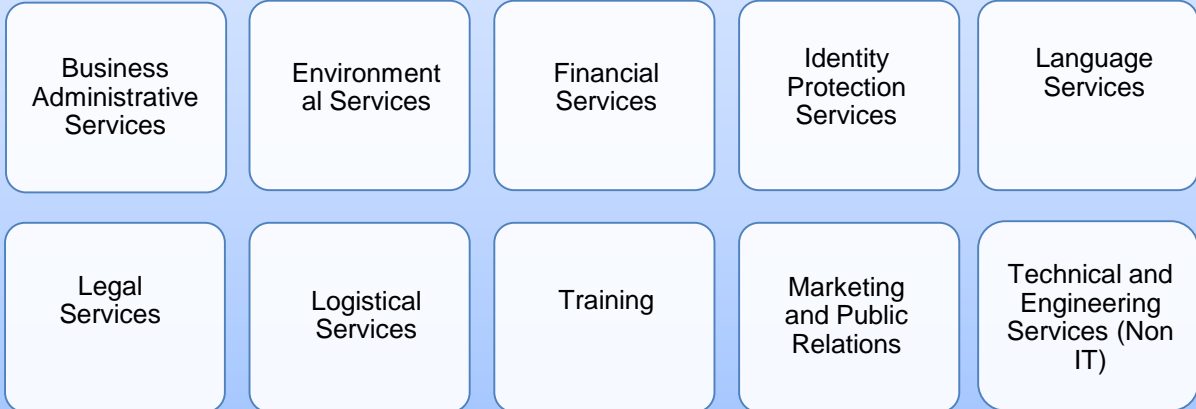 Business
Administrative
Services
Environment
al Services
Financial
Services
Identity
Protection
Services
Language
Services
Legal
Services
Logistical
Services
Training
Marketing
and Public
Relations
Technical and
Engineering
Services (Non
IT)